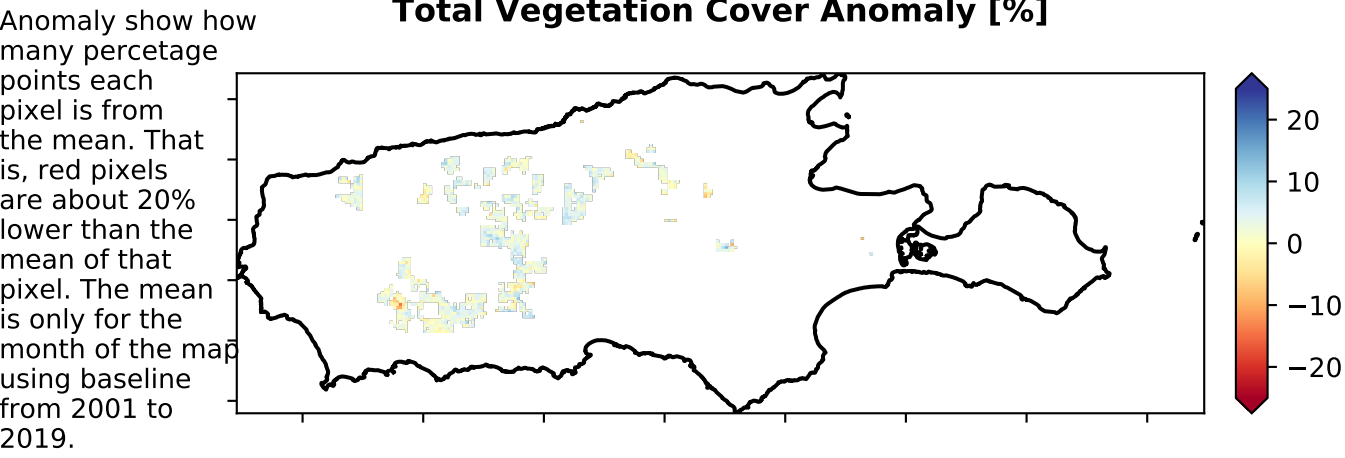 Total Vegetation Cover Anomaly [%]
Anomaly show how
many percetage
points each
pixel is from
the mean. That
is, red pixels
are about 20%
lower than the
mean of that
pixel. The mean
is only for the
month of the map
using baseline
from 2001 to
2019.
20
10
0
−10
−20